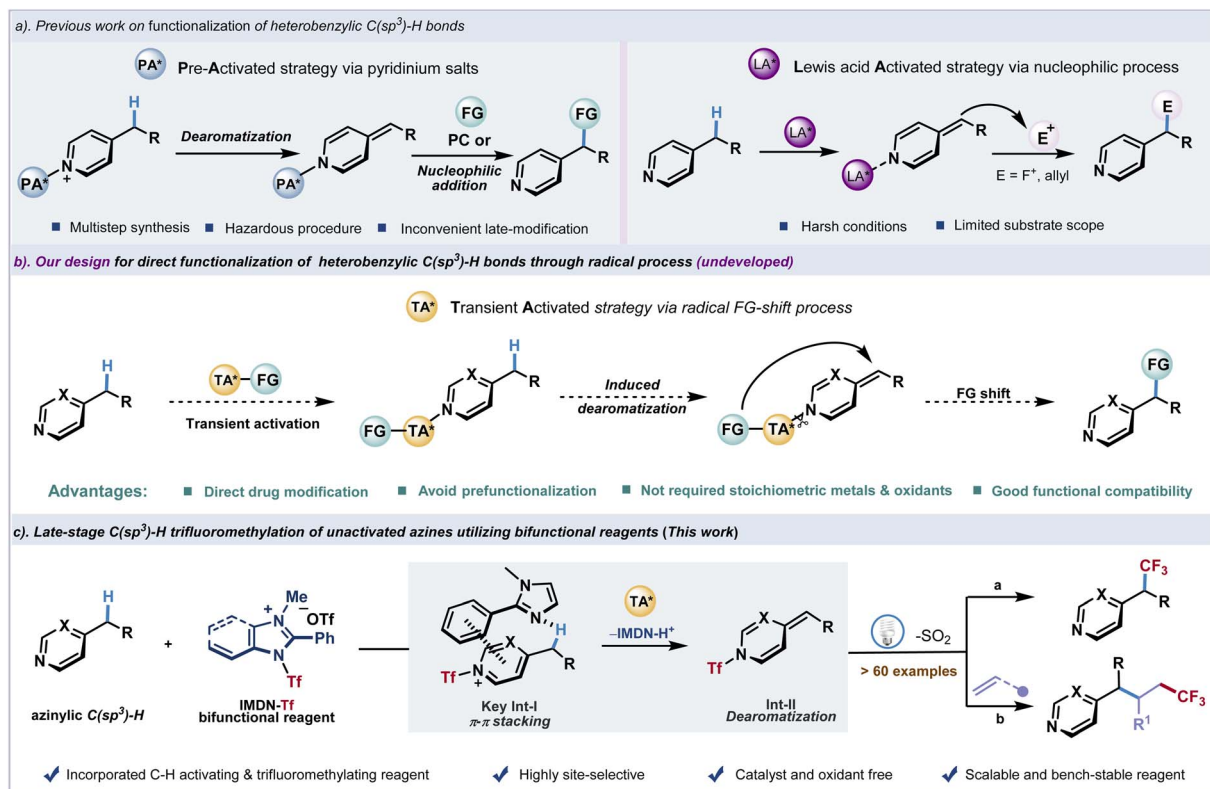 a). Previous work on functionalization of heterobenzylic C(sp³)-H bonds
PA* Pre-Activated strategy via pyridinium salts
H
R
N
+
PA*
Dearomatization
R
N
PA*
FG
PC or
Nucleophilic
addition
FG
R
N
Multistep synthesis
Hazardous procedure
Inconvenient late-modification
LA* Lewis acid Activated strategy via nucleophilic process
H
R
N
LA*
R
N
LA*
E⁺
E = F⁺, allyl
E
R
N
Harsh conditions
Limited substrate scope
b). Our design for direct functionalization of heterobenzylic C(sp³)-H bonds through radical process (undeveloped)
TA* Transient Activated strategy via radical FG-shift process
H
X
R
N
TA* FG
Transient activation
H
X
R
N
FG TA*
Induced
dearomatization
X
R
N
FG TA*
FG shift
FG
X
R
N
Advantages:
Direct drug modification
Avoid prefunctionalization
Not required stoichiometric metals & oxidants
Good functional compatibility
c). Late-stage C(sp³)-H trifluoromethylation of unactivated azines utilizing bifunctional reagents (This work)
H
X
R
N
azinylic C(sp³)-H
+
Me
N
+
−
OTf
Ph
N
Tf
IMDN-Tf
bifunctional reagent
N
N
H
X
R
Tf N
+
Key Int-I
π-π stacking
TA*
–IMDN-H⁺
X
R
N
Tf
Int-II
Dearomatization
-SO₂
> 60 examples
a
CF₃
X
R
N
b
R
X
CF₃
R¹
N
Incorporated C-H activating & trifluoromethylating reagent
Highly site-selective
Catalyst and oxidant free
Scalable and bench-stable reagent